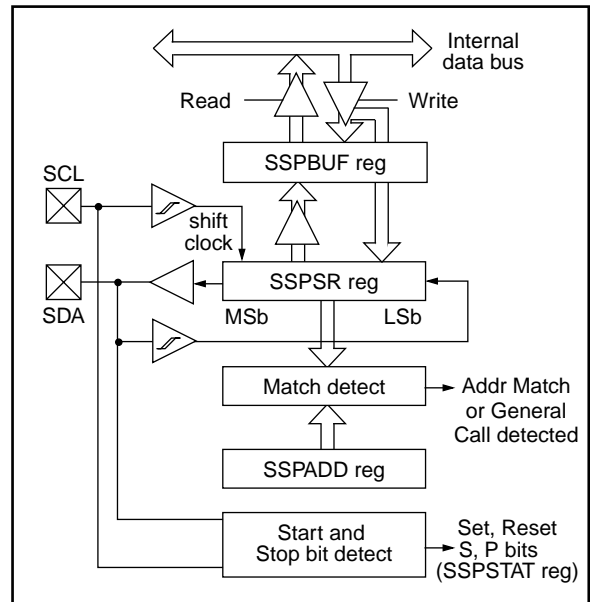 Internal
data bus
Read
Write
SSPBUF reg
SCL
shift
clock
SSPSR reg
SDA
MSb
LSb
Match detect
Addr Match
or General
Call detected
SSPADD reg
Start and
Stop bit detect
Set, Reset
S, P bits
(SSPSTAT reg)